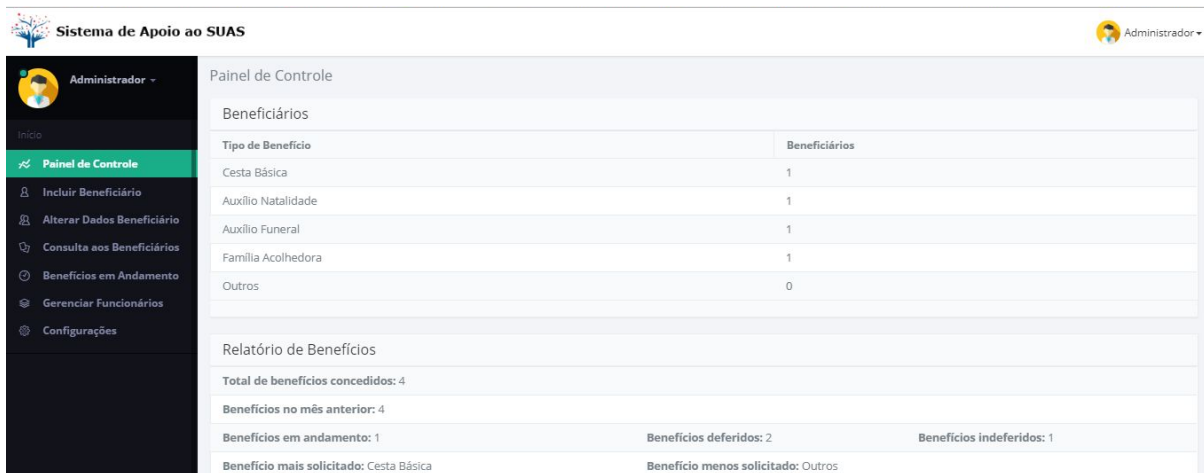 Sistema de Apoio ao SUAS
Administrador
Administrador
Início
Painel de Controle
Incluir Beneficiário
Alterar Dados Beneficiário
Consulta aos Beneficiários
Benefícios em Andamento
Gerenciar Funcionários
Configurações
Painel de Controle
Beneficiários
Tipo de Benefício Beneficiários
Cesta Básica 1
Auxílio Natalidade 1
Auxílio Funeral 1
Família Acolhedora 1
Outros 0
Relatório de Benefícios
Total de benefícios concedidos: 4
Benefícios no mês anterior: 4
Benefícios em andamento: 1 Benefícios deferidos: 2 Benefícios indeferidos: 1
Benefício mais solicitado: Cesta Básica Benefício menos solicitado: Outros